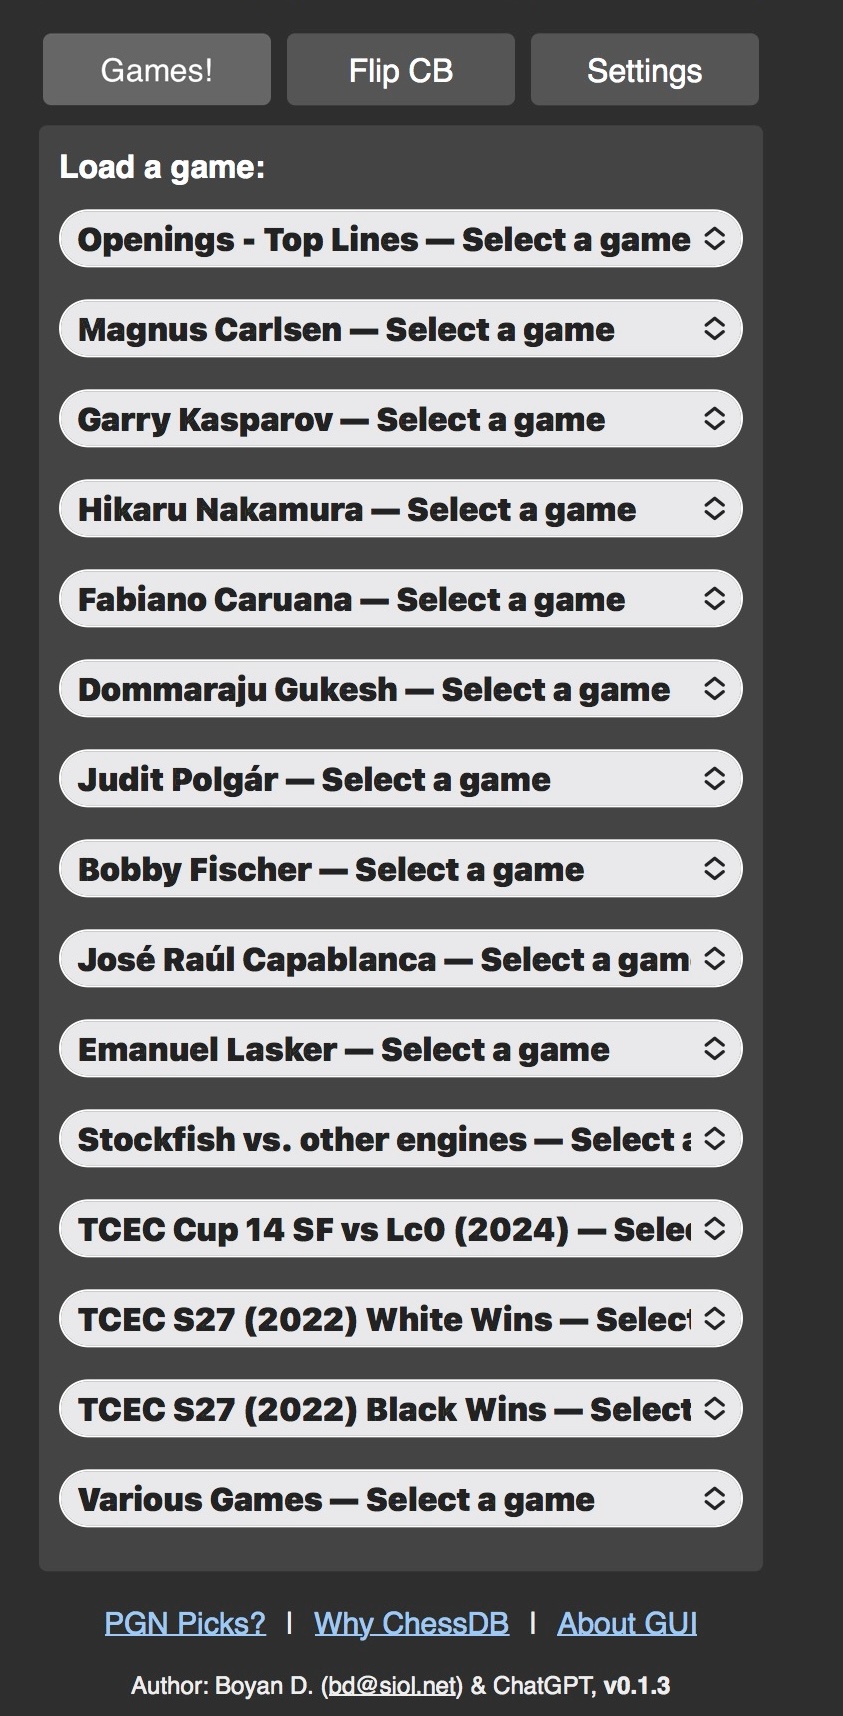 Games! Flip CB Settings
Load a game:
Openings - Top Lines — Select a game
Magnus Carlsen — Select a game
Garry Kasparov — Select a game
Hikaru Nakamura — Select a game
Fabiano Caruana — Select a game
Dommaraju Gukesh — Select a game
Judit Polgár — Select a game
Bobby Fischer — Select a game
José Raúl Capablanca — Select a gam
Emanuel Lasker — Select a game
Stockfish vs. other engines — Select a
TCEC Cup 14 SF vs Lc0 (2024) — Selec
TCEC S27 (2022) White Wins — Select
TCEC S27 (2022) Black Wins — Select
Various Games — Select a game
PGN Picks? | Why ChessDB | About GUI
Author: Boyan D. (bd@siol.net) & ChatGPT, v0.1.3